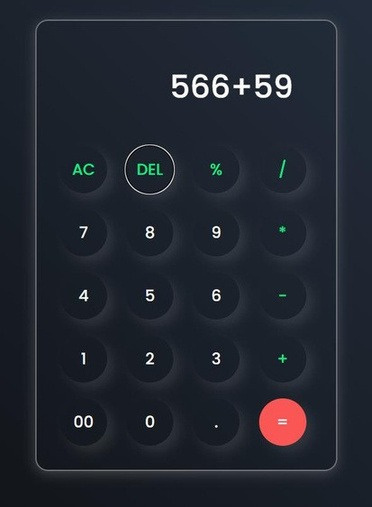 566+59
AC DEL % /
7 8 9 *
4 5 6 -
1 2 3 +
00 0 . =